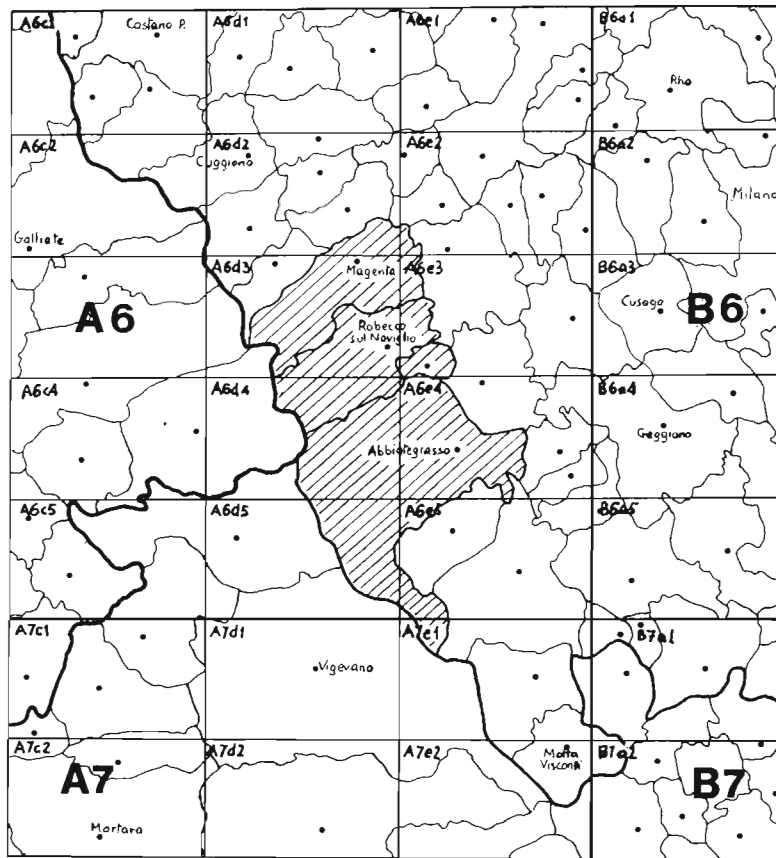 A6c1 Castano P. A6d1 A6e1 B6a1
Rho
A6c2 A6d2 A6e2 B6a2
Cuggiono
Milano
Galliate
A6d3 A6e3 B6a3
Magenta
A6 Cusago B6
Robecco
sul Naviglio
A6c4 A6d4 A6e4 B6a4
Gaggiano
Abbiategrasso
A6c5 A6d5 A6e5 B6a5
A7c1 A7d1 A7e1 B7a1
Vigevano
A7c2 A7d2 A7e2 B7a2
Motta
Visconti
A7 B7
Mortara